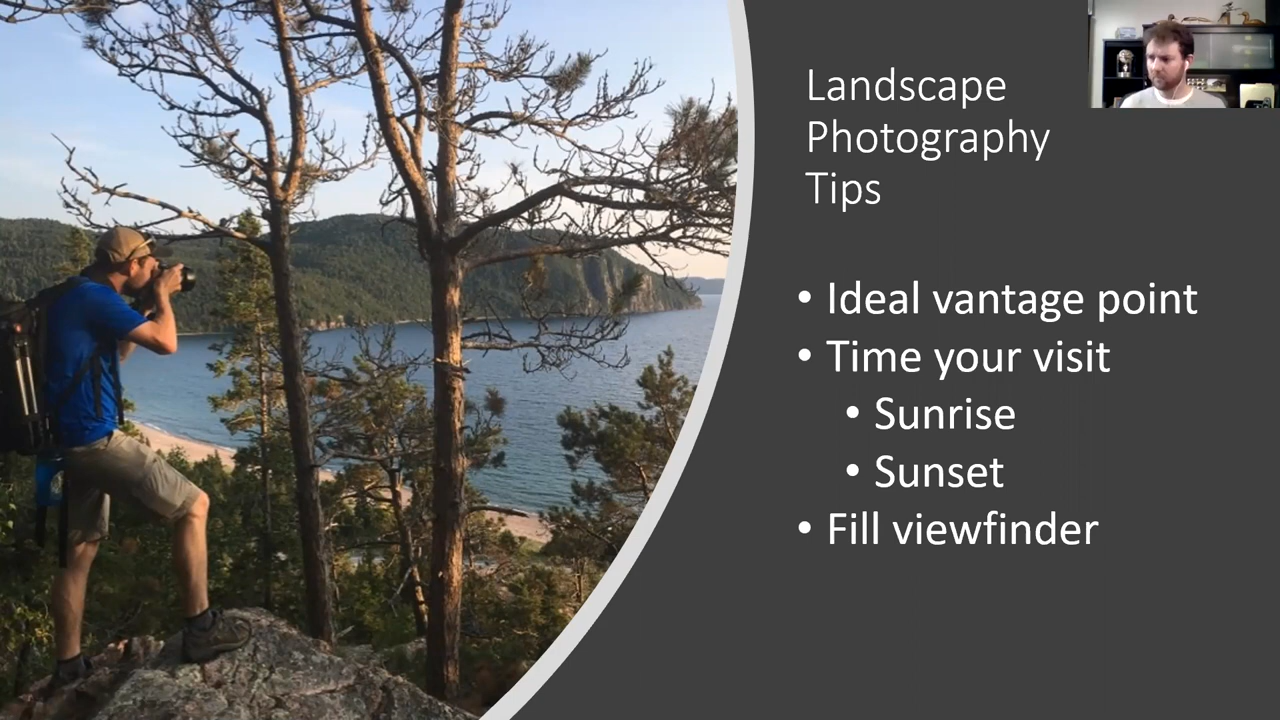 Landscape
Photography
Tips
• Ideal vantage point
• Time your visit
• Sunrise
• Sunset
• Fill viewfinder